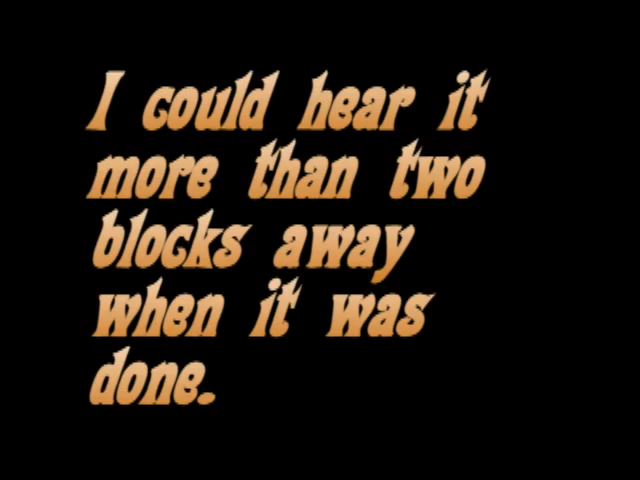 I could hear it
more than two
blocks away
when it was
done.